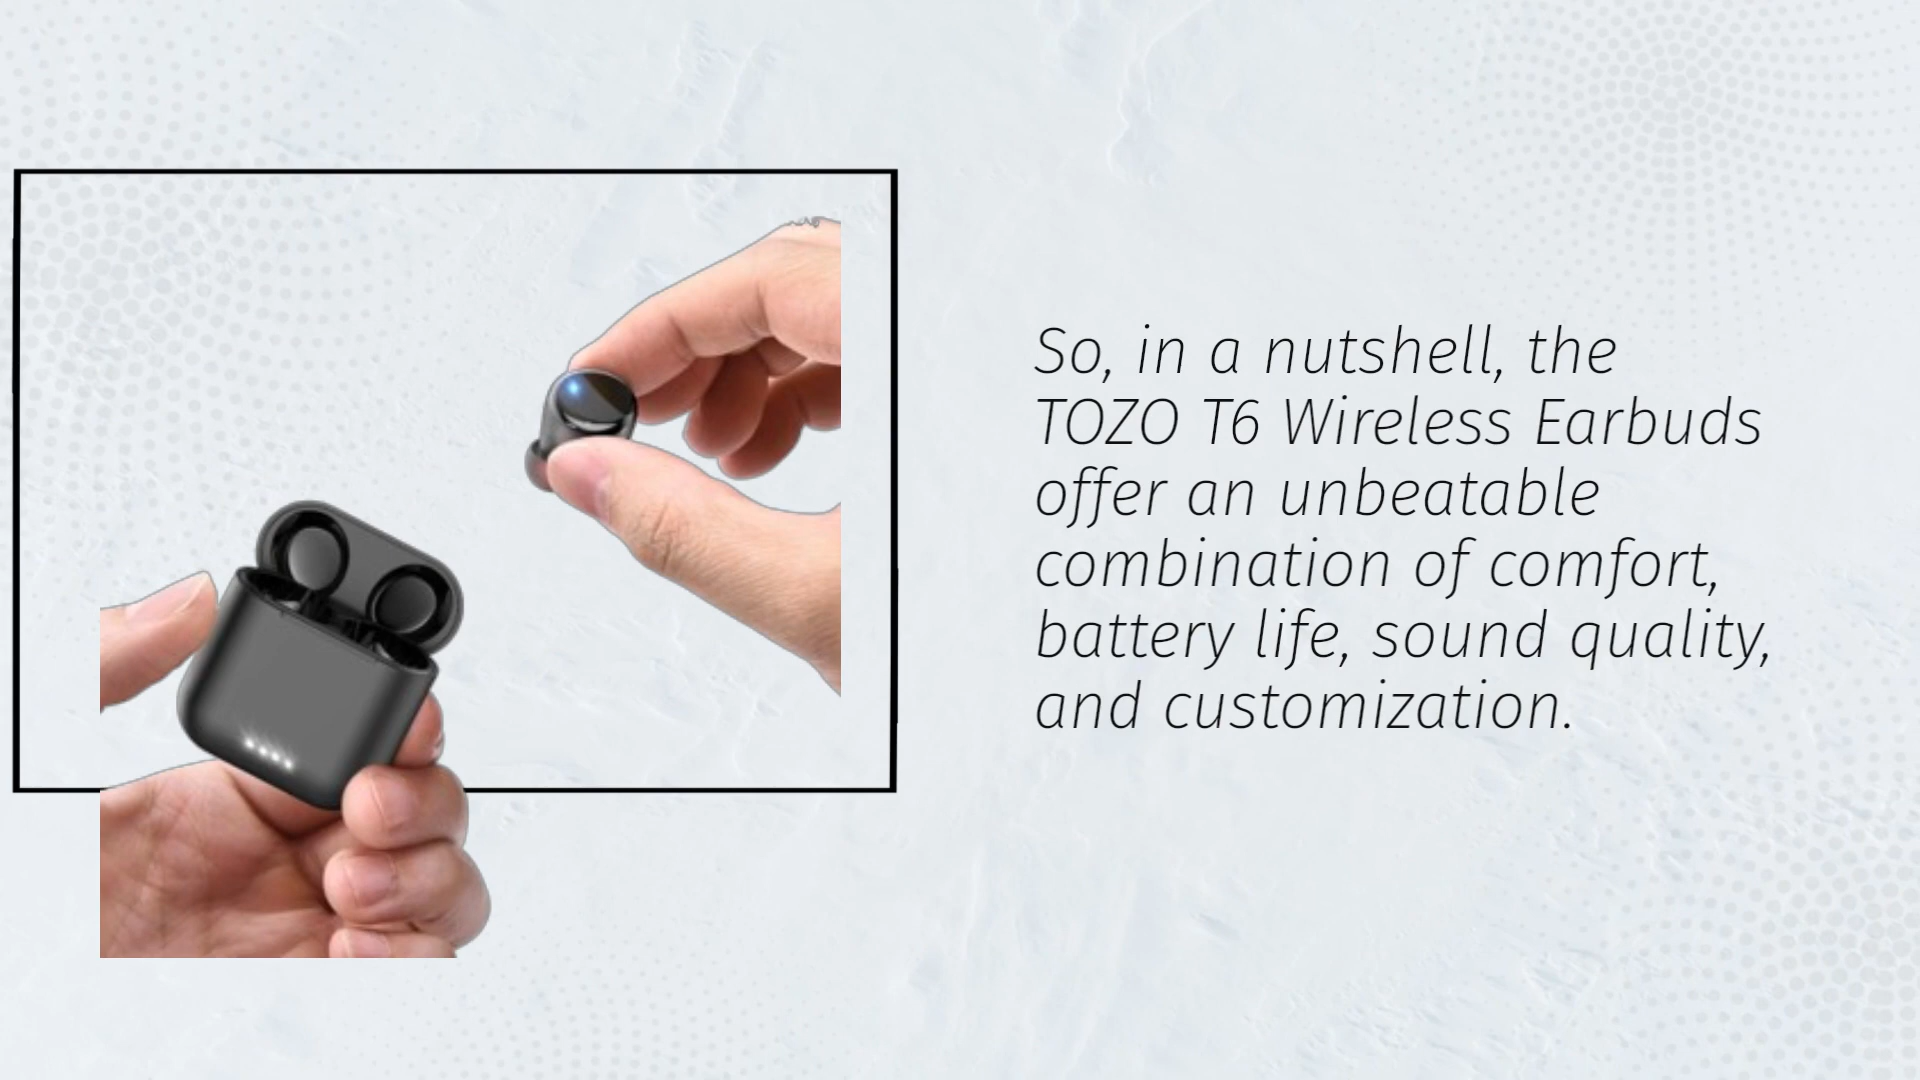 So, in a nutshell, the
TOZO T6 Wireless Earbuds
offer an unbeatable
combination of comfort,
battery life, sound quality,
and customization.